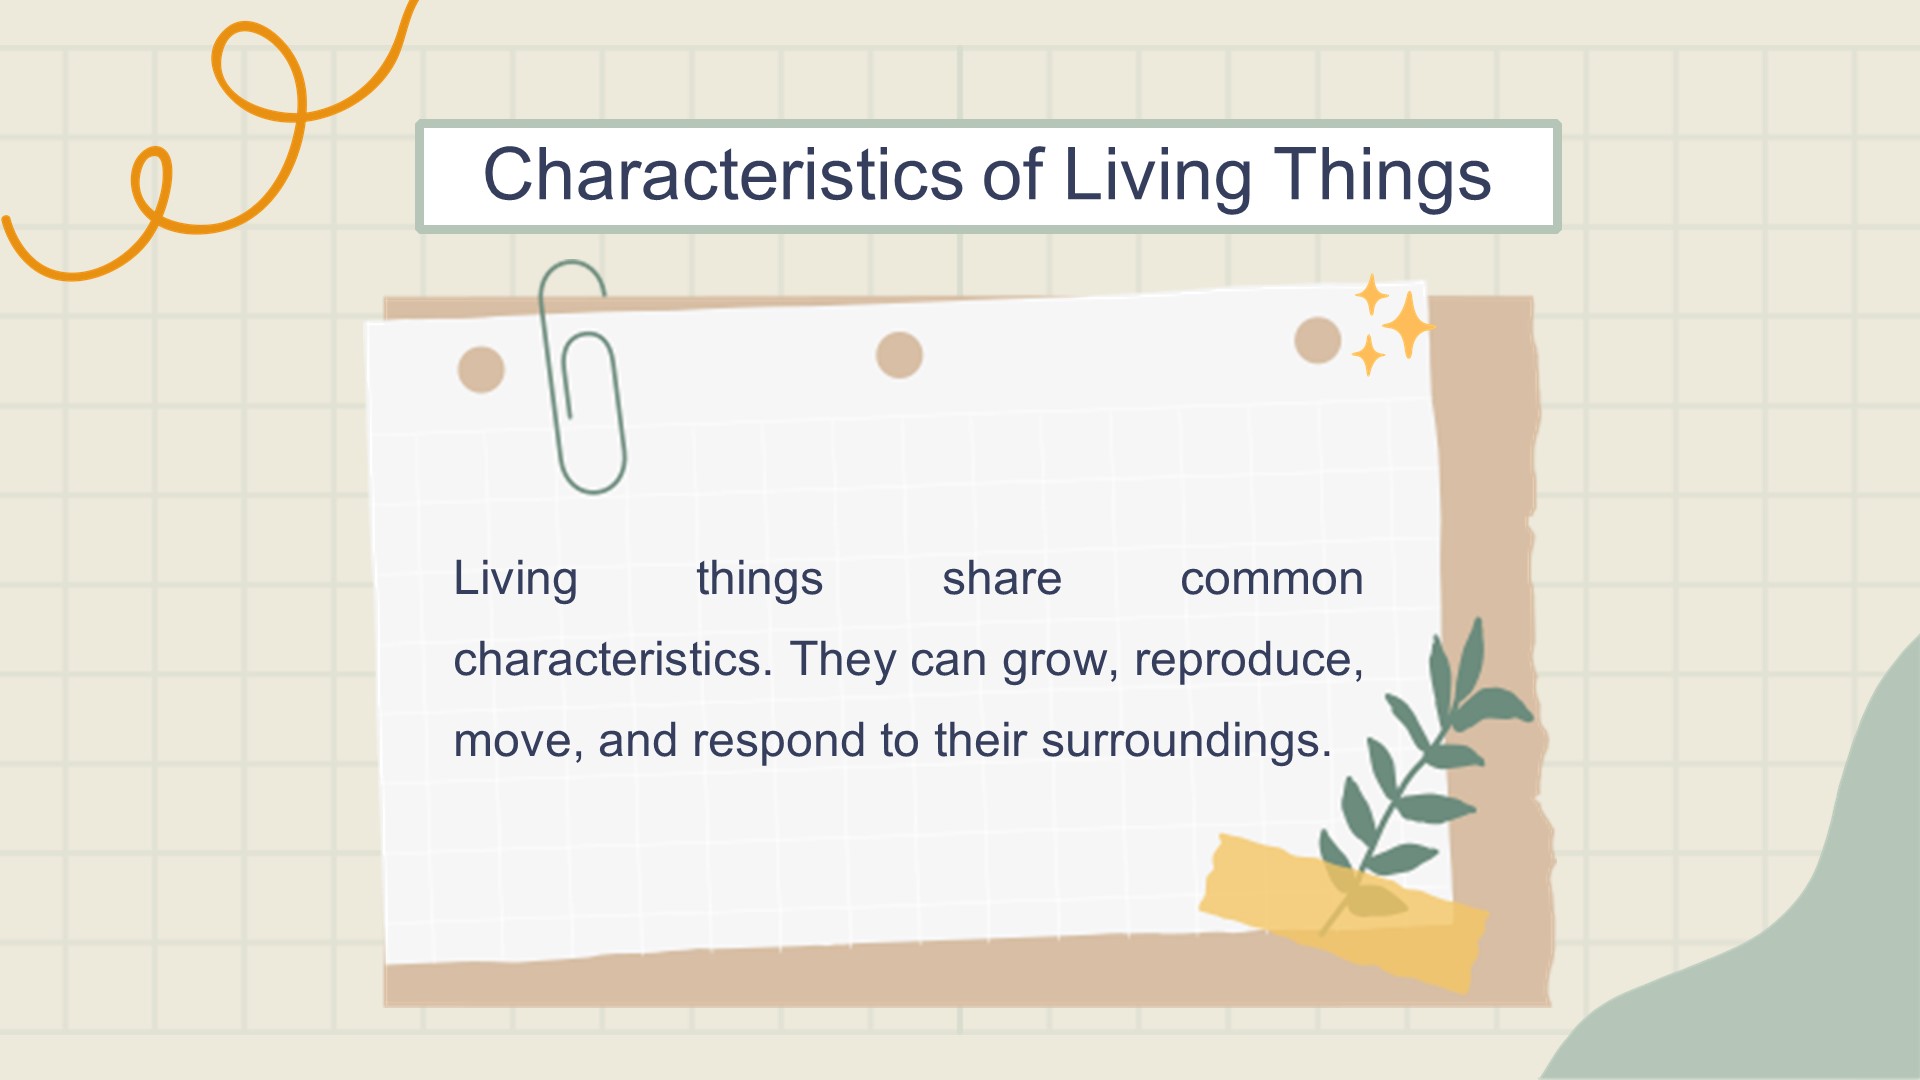 Characteristics of Living Things
Living things share common
characteristics. They can grow, reproduce,
move, and respond to their surroundings.